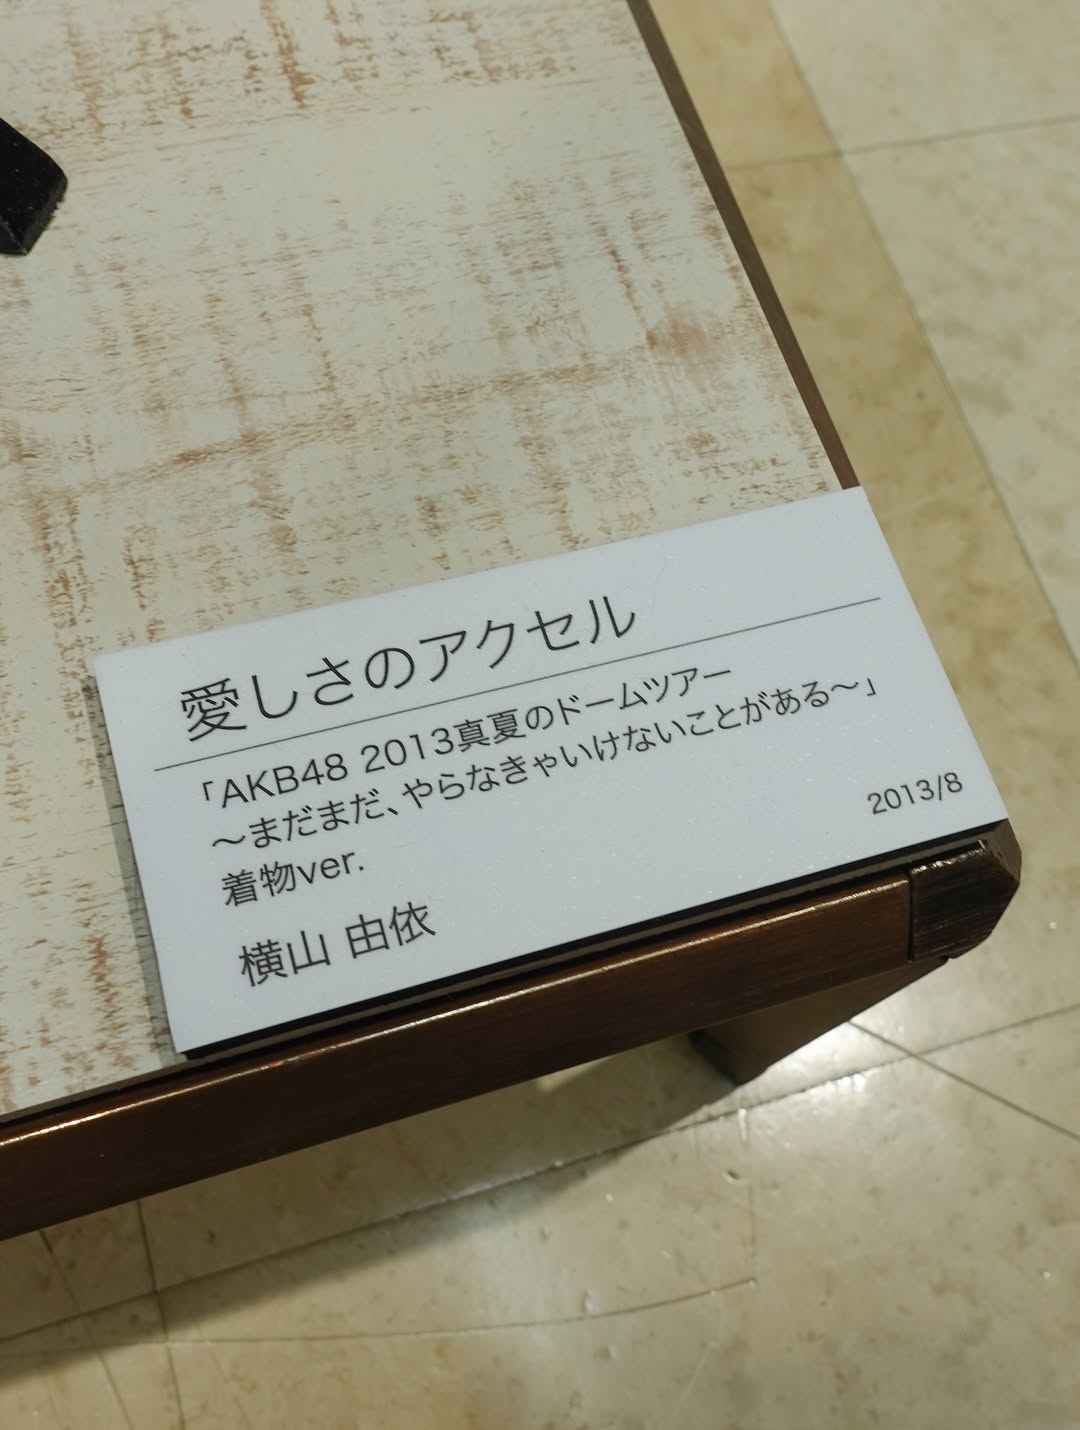 愛しさのアクセル
「AKB48 2013真夏のドームツアー
〜まだまだ、やらなきゃいけないことがある〜」
着物ver.
2013/8
横山 由依